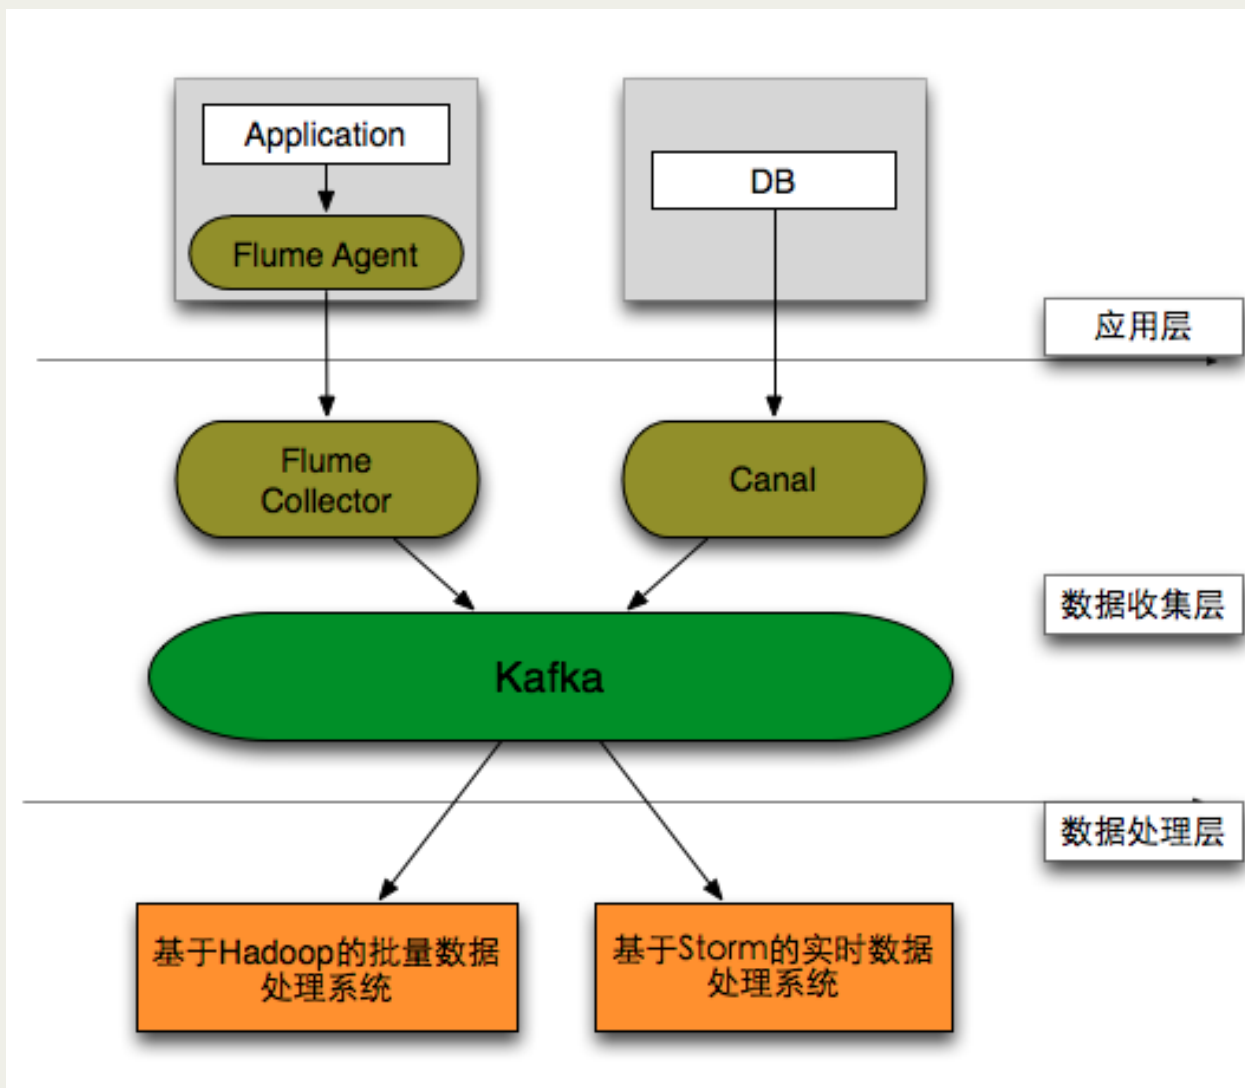 Application
DB
Flume Agent
应用层
Flume
Collector
Canal
数据收集层
Kafka
数据处理层
基于Hadoop的批量数据
处理系统
基于Storm的实时数据
处理系统